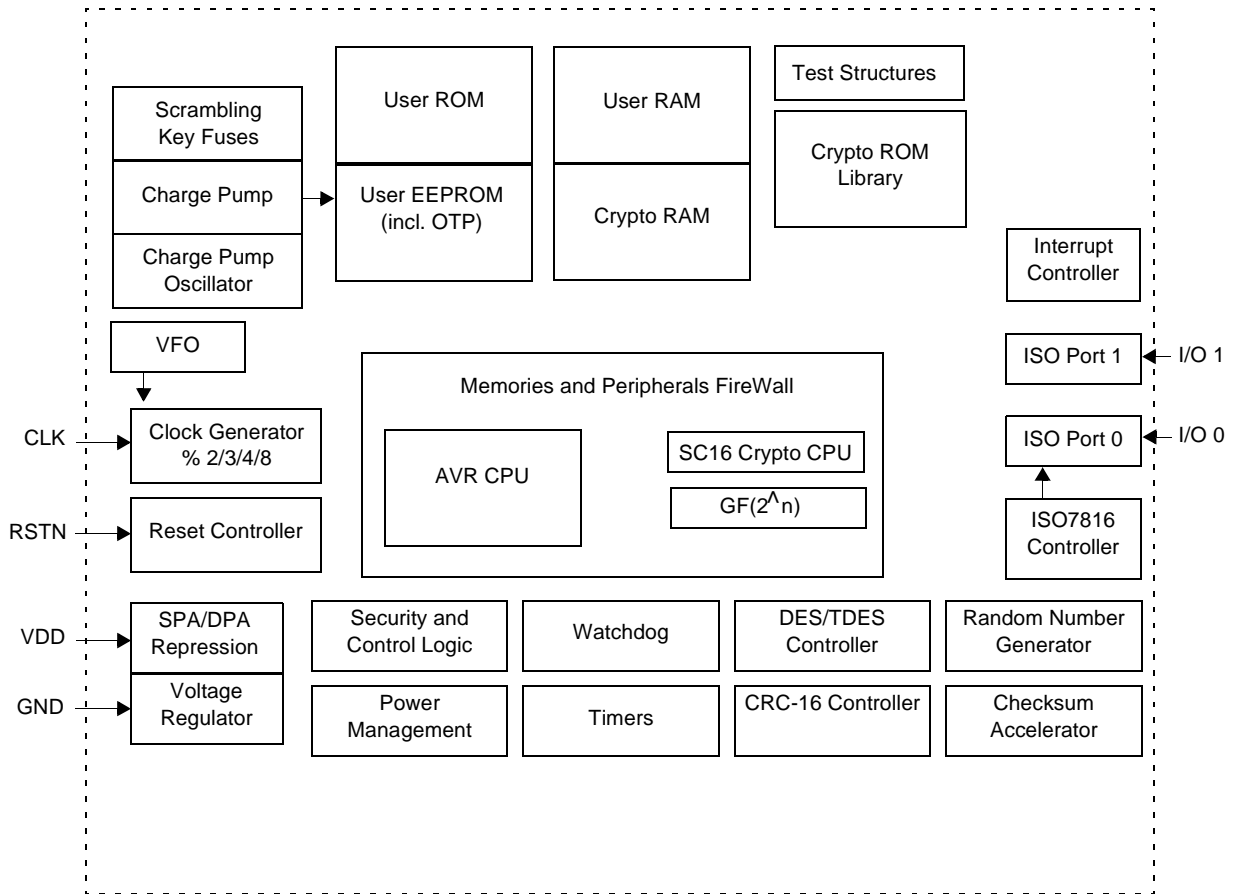 Scrambling
Key Fuses
Charge Pump
Charge Pump
Oscillator
User ROM
User EEPROM
(incl. OTP)
User RAM
Crypto RAM
Test Structures
Crypto ROM
Library
Interrupt
Controller
VFO
ISO Port 1
I/O 1
Memories and Peripherals FireWall
CLK
Clock Generator
% 2/3/4/8
AVR CPU
SC16 Crypto CPU
GF(2^n)
ISO Port 0
I/O 0
RSTN
Reset Controller
ISO7816
Controller
VDD
SPA/DPA
Repression
Security and
Control Logic
Watchdog
DES/TDES
Controller
Random Number
Generator
GND
Voltage
Regulator
Power
Management
Timers
CRC-16 Controller
Checksum
Accelerator